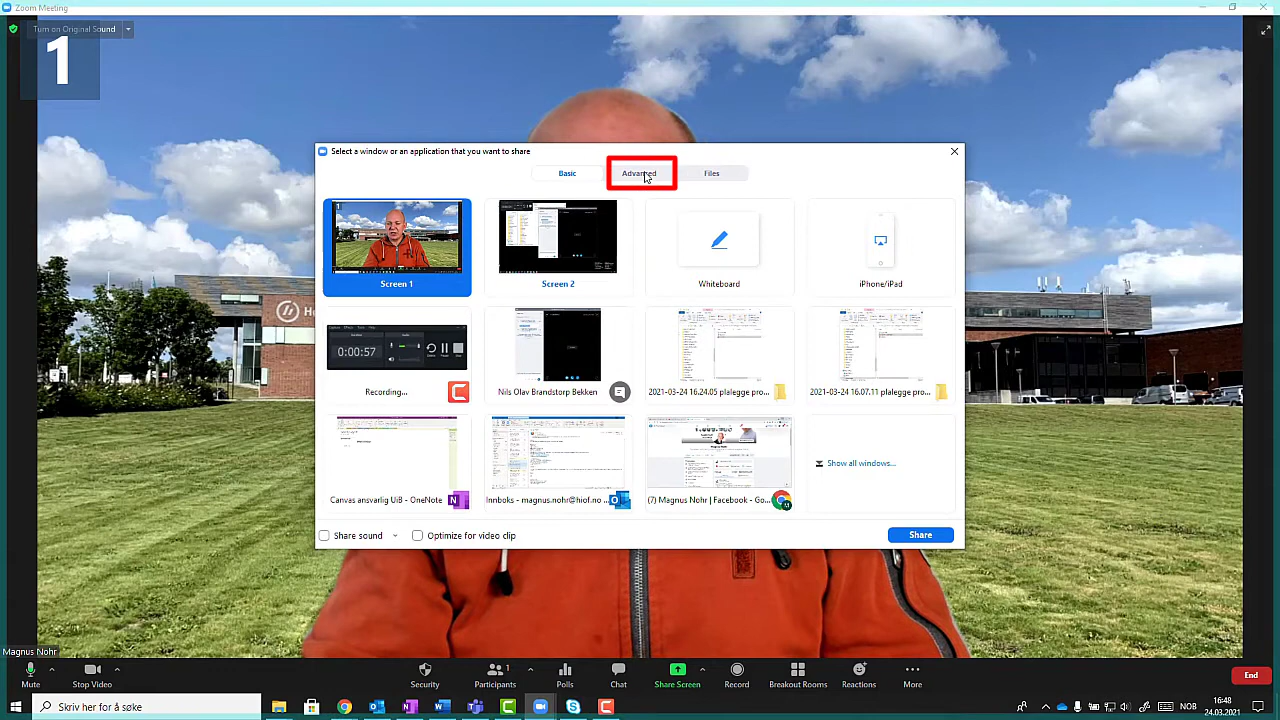 Zoom Meeting
Turn on Original Sound
1
Select a window or an application that you want to share
Basic
Advanced
Files
1
Screen 1
Screen 2
Whiteboard
iPhone/iPad
0:00:57
Recording...
Nils Olav Brandstorp Bekken
2021-03-24 16.24.05 plalegge pro...
2021-03-24 16.07.11 plalegge pro...
Canvas ansvarlig UiB - OneNote
Innboks - magnus.nohr@hiof.no ...
(7) Magnus Nohr | Facebook - Go...
Show all windows...
Share sound
Optimize for video clip
Share
Magnus Nohr
Mute
Stop Video
Security
Participants
1
Polls
Chat
Share Screen
Record
Breakout Rooms
Reactions
More
End
Skriv her for å søke
NOB
16:48
24.03.2021